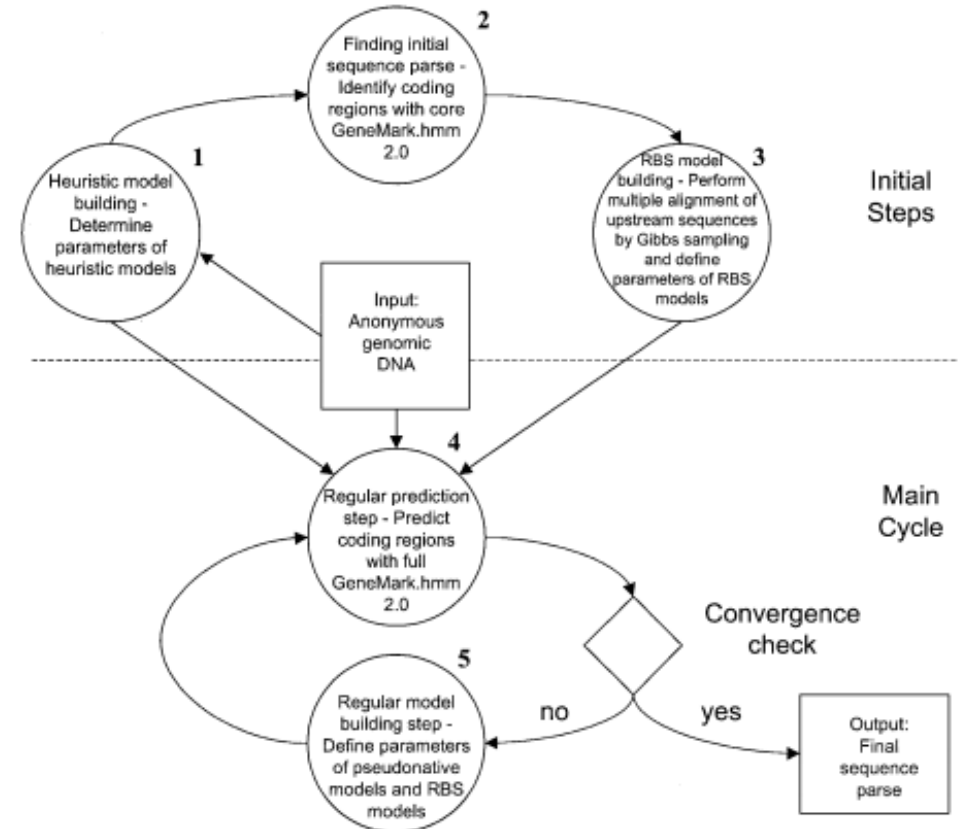 2
Finding initial
sequence parse -
Identify coding
regions with core
GeneMark.hmm
2.0
1
Heuristic model
building -
Determine
parameters of
heuristic models
3
RBS model
building - Perform
multiple alignment of
upstream sequences
by Gibbs sampling
and define
parameters of RBS
models
Initial
Steps
Input:
Anonymous
genomic
DNA
4
Regular prediction
step - Predict
coding regions
with full
GeneMark.hmm
2.0
Main
Cycle
Convergence
check
5
Regular model
building step -
Define parameters
of pseudonative
models and RBS
models
no
yes
Output:
Final
sequence
parse